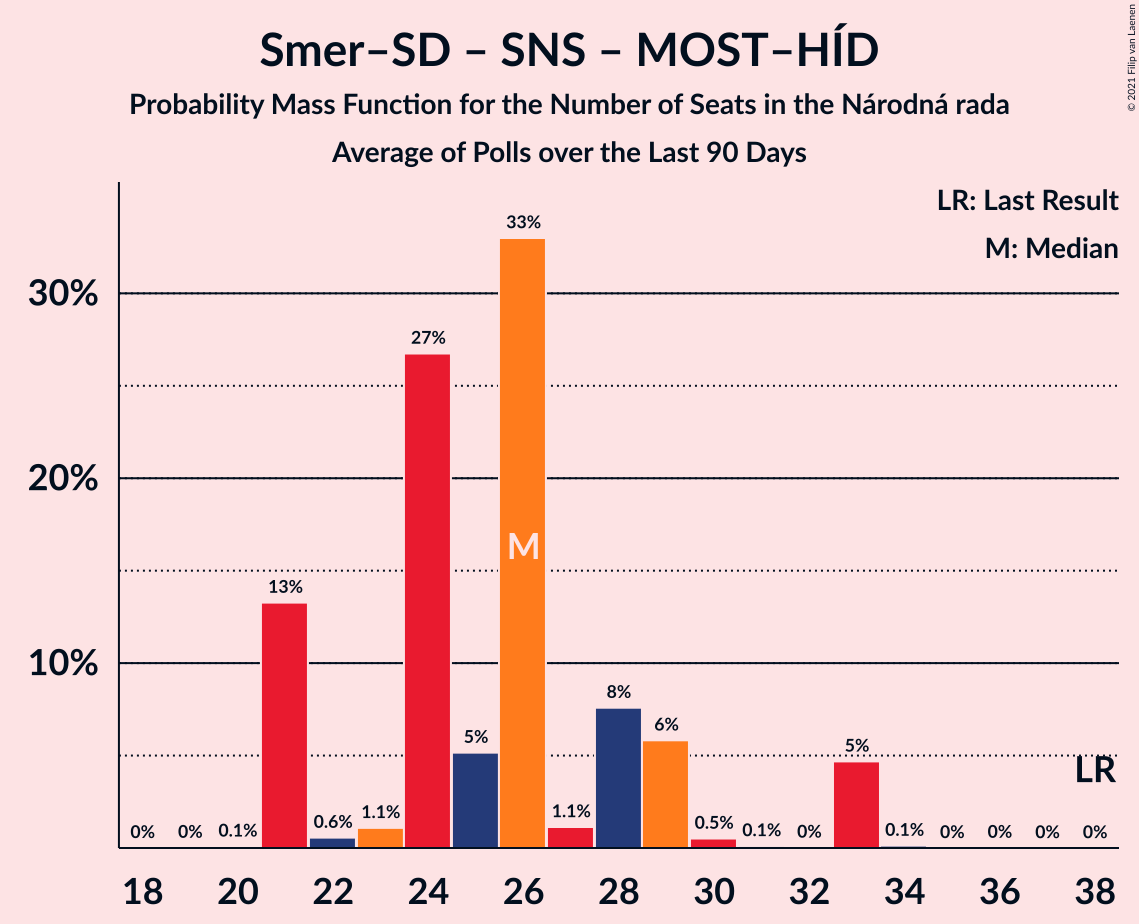 Smer–SD – SNS – MOST–HÍD
Probability Mass Function for the Number of Seats in the Národná rada
Average of Polls over the Last 90 Days
© 2021 Filip van Laenen
LR: Last Result
M: Median
30%
20%
10%
0%
0%
0.1%
13%
0.6%
1.1%
27%
5%
33%
1.1%
8%
6%
0.5%
0.1%
0%
5%
0.1%
0%
0%
0%
0%
M
LR
18 20 22 24 26 28 30 32 34 36 38